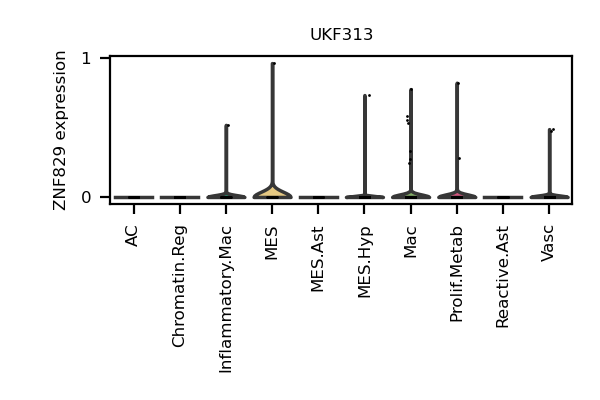 UKF313
ZNF829 expression
1
0
AC
Chromatin.Reg
Inflammatory.Mac
MES
MES.Ast
MES.Hyp
Mac
Prolif.Metab
Reactive.Ast
Vasc